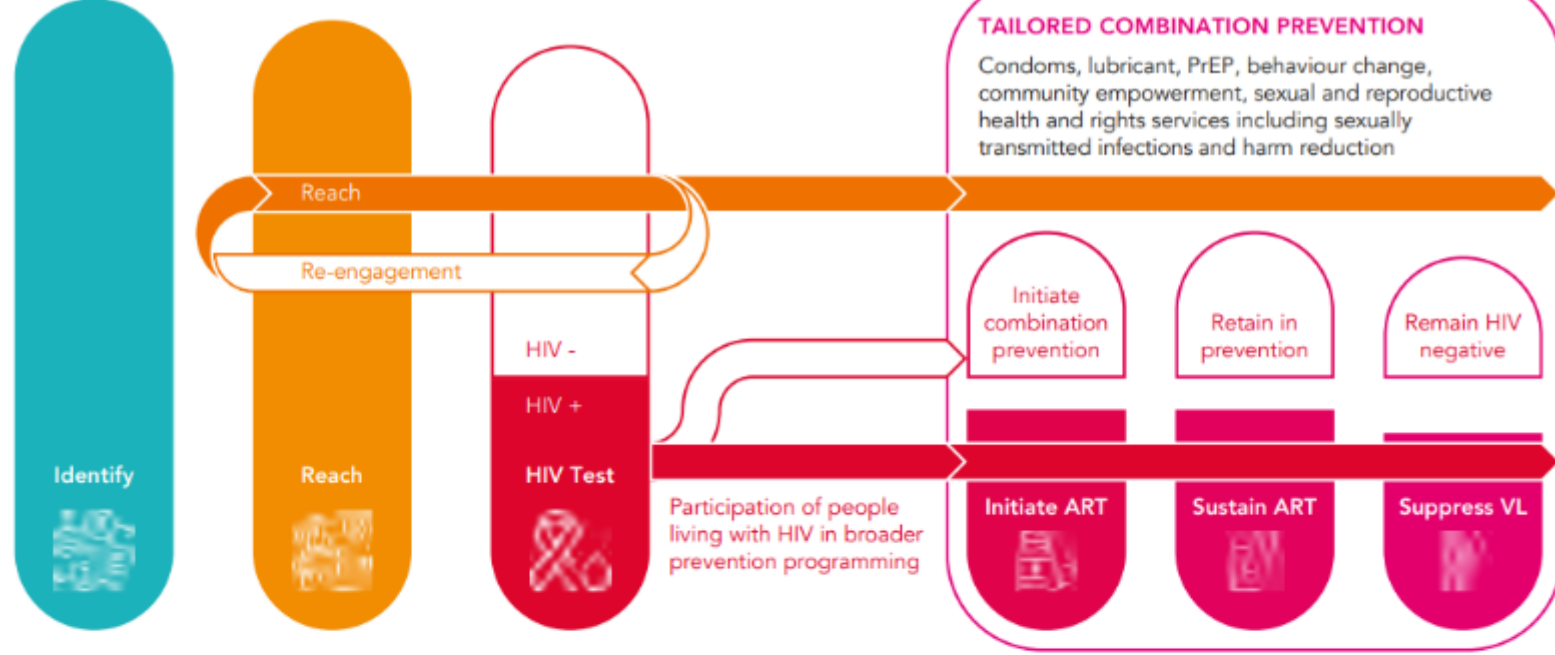 TAILORED COMBINATION PREVENTION
Condoms, lubricant, PrEP, behaviour change,
community empowerment, sexual and reproductive
health and rights services including sexually
transmitted infections and harm reduction
Reach
Re-engagement
HIV -
HIV +
Initiate
combination
prevention
Retain in
prevention
Remain HIV
negative
Identify
Reach
HIV Test
Participation of people
living with HIV in broader
prevention programming
Initiate ART
Sustain ART
Suppress VL